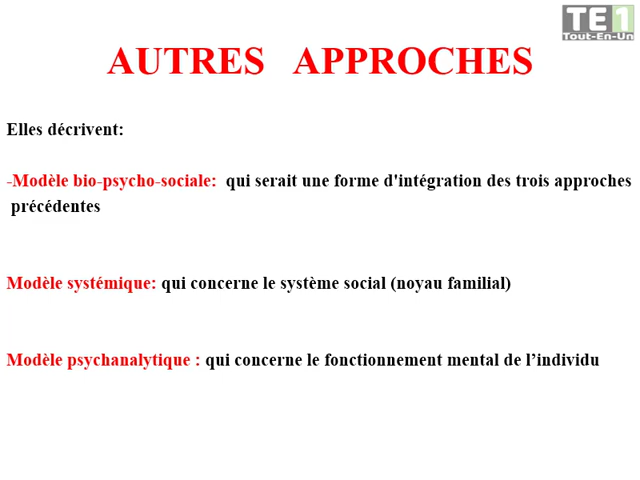 TE1
Tout-En-Un
AUTRES APPROCHES
Elles décrivent:
-Modèle bio-psycho-sociale: qui serait une forme d'intégration des trois approches
précédentes
Modèle systémique: qui concerne le système social (noyau familial)
Modèle psychanalytique : qui concerne le fonctionnement mental de l’individu